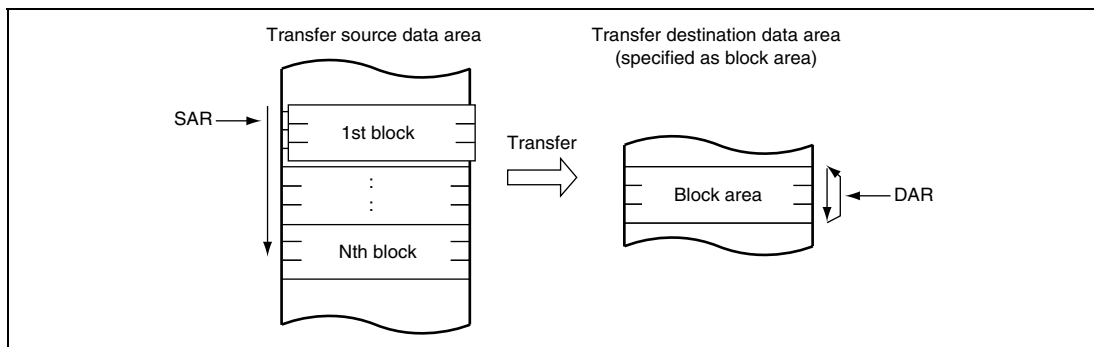 Transfer source data area
Transfer destination data area
(specified as block area)
SAR
1st block
Transfer
:
:
Block area
DAR
Nth block